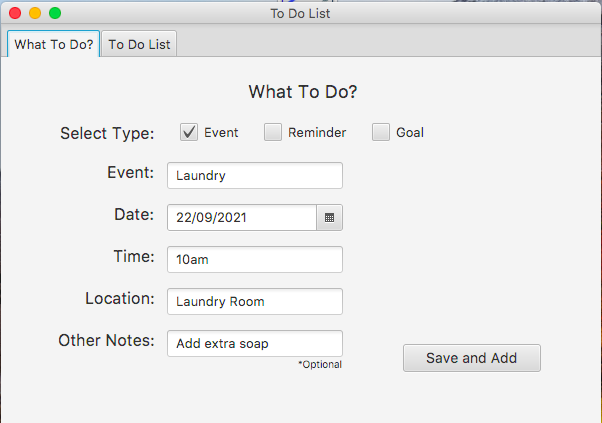 To Do List
What To Do? To Do List
What To Do?
Select Type: Event Reminder Goal
Event: Laundry
Date: 22/09/2021
Time: 10am
Location: Laundry Room
Other Notes: Add extra soap
*Optional
Save and Add